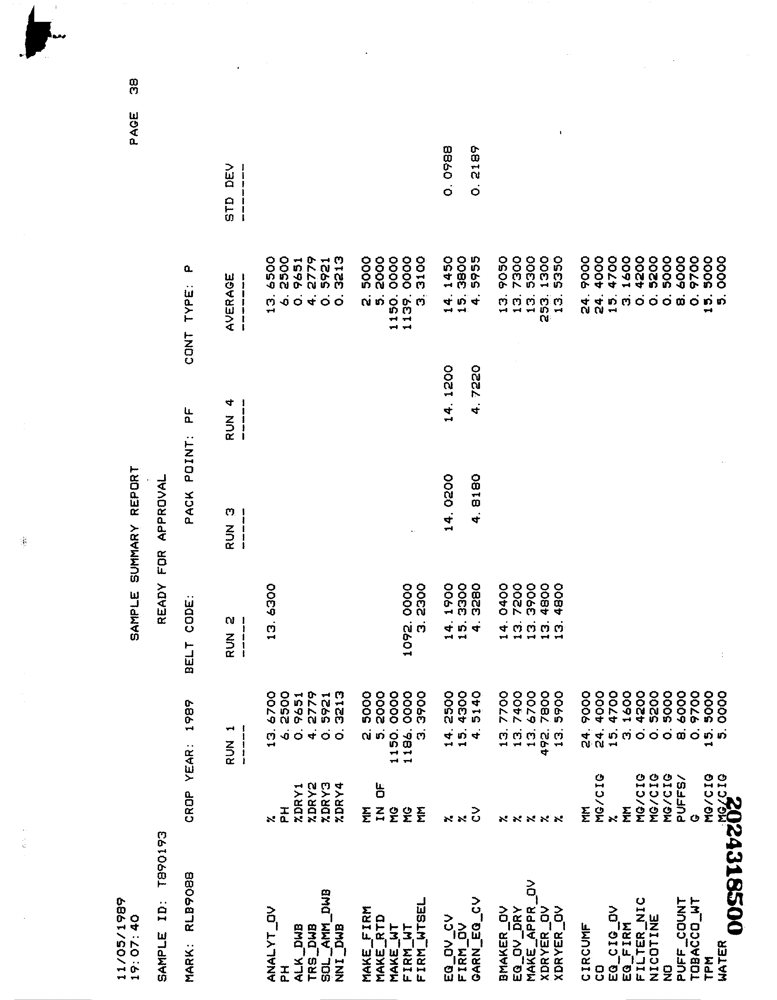 11/05/1989 SAMPLE SUMMARY REPORT PAGE 38
19:07:40
SAMPLE ID: T890193 READY FOR APPROVAL
MARK: RLB9088 CROP YEAR: 1989 BELT CODE: PACK POINT: PF CONT TYPE: P
RUN 1 RUN 2 RUN 3 RUN 4 AVERAGE STD DEV
----- ----- ----- ----- ------- -------
ANALYT_OV % 13.6700 13.6300 13.6500
PH PH 6.2500 6.2500
ALK_DWB %DRY1 0.9651 0.9651
TRS_DWB %DRY2 4.2779 4.2779
SOL_AMM_DWB %DRY3 0.5921 0.5921
NNI_DWB %DRY4 0.3213 0.3213
MAKE_FIRM MM 2.5000 2.5000
MAKE_RTD IN OF 5.2000 5.2000
MAKE_WT MG 1150.0000 1150.0000
FIRM_WT MG 1186.0000 1092.0000 1139.0000
FIRM_WTSEL MM 3.3900 3.2300 3.3100
EQ_OV_CV % 14.2500 14.1900 14.0200 14.1200 14.1450 0.0988
FIRM_OV % 15.4300 15.3300 15.3800
QARN_EQ_CV CV 4.5140 4.3280 4.8180 4.7220 4.5955 0.2189
BMAKER_OV % 13.7700 14.0400 13.9050
EQ_OV_DRY % 13.7400 13.7200 13.7300
MAKE_APPR_OV % 13.6700 13.3900 13.5300
XDRYER_OV % 492.7800 13.4800 253.1300
XDRYER_OV % 13.5900 13.4800 13.5350
CIRCUMF MM 24.9000 24.9000
CO MG/CIG 24.4000 24.4000
EQ_CIG_OV % 15.4700 15.4700
EQ_FIRM MM 3.1600 3.1600
FILTER_NIC MG/CIG 0.4200 0.4200
NICOTINE MG/CIG 0.5200 0.5200
NO MG/CIG 0.5000 0.5000
PUFF_COUNT PUFFS/ 8.6000 8.6000
TOBACCO_WT G 0.9700 0.9700
TPM MG/CIG 15.5000 15.5000
WATER MG/CIG 5.0000 5.0000
2024318500